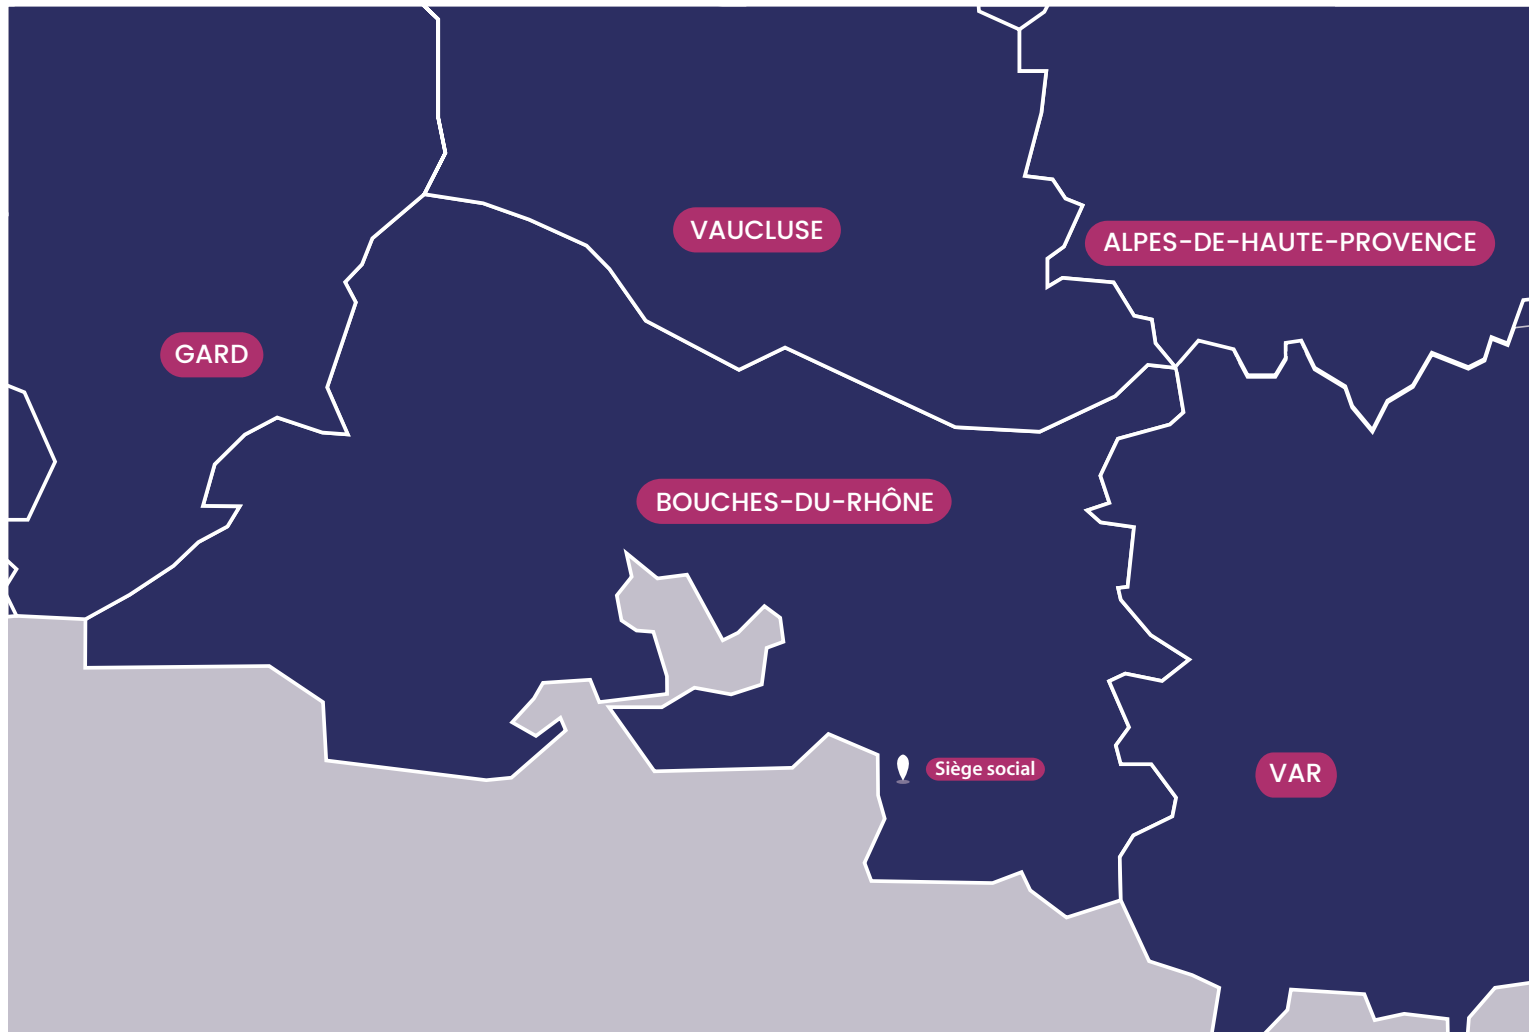 VAUCLUSE
ALPES-DE-HAUTE-PROVENCE
GARD
BOUCHES-DU-RHÔNE
Siège social
VAR